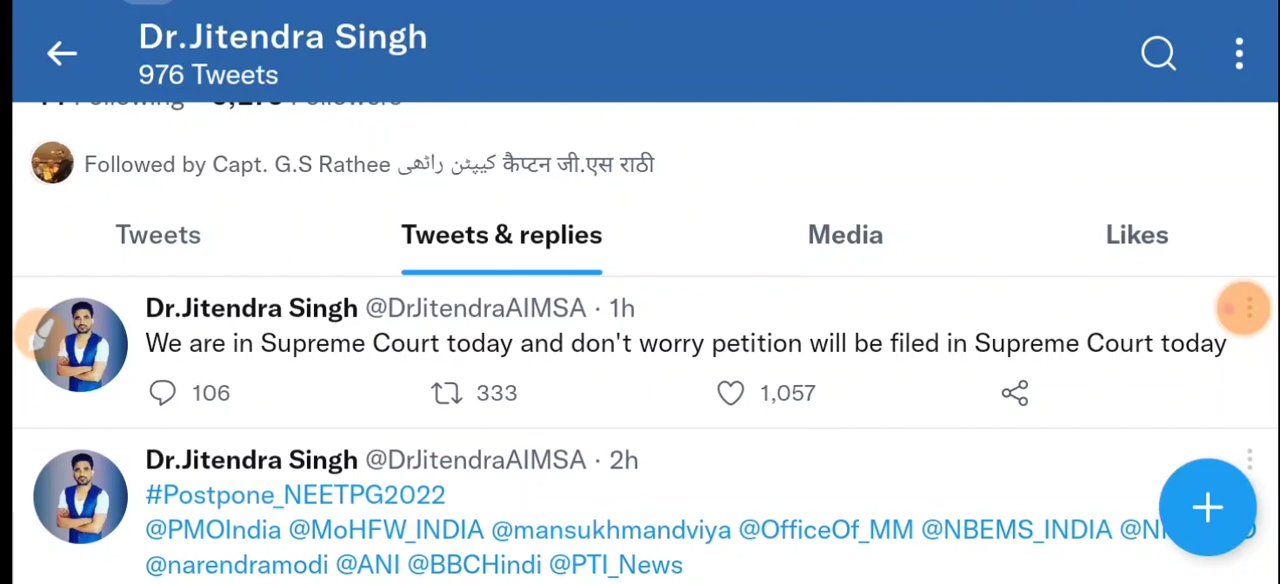 Dr.Jitendra Singh
976 Tweets
Followed by Capt. G.S Rathee کیپٹن راٹھی कैप्टन जी.एस राठी
Tweets Tweets & replies Media Likes
Dr.Jitendra Singh @DrJitendraAIMSA · 1h
We are in Supreme Court today and don't worry petition will be filed in Supreme Court today
106 333 1,057
Dr.Jitendra Singh @DrJitendraAIMSA · 2h
#Postpone_NEETPG2022
@PMOIndia @MoHFW_INDIA @mansukhmandviya @OfficeOf_MM @NBEMS_INDIA
@narendramodi @ANI @BBCHindi @PTI_News